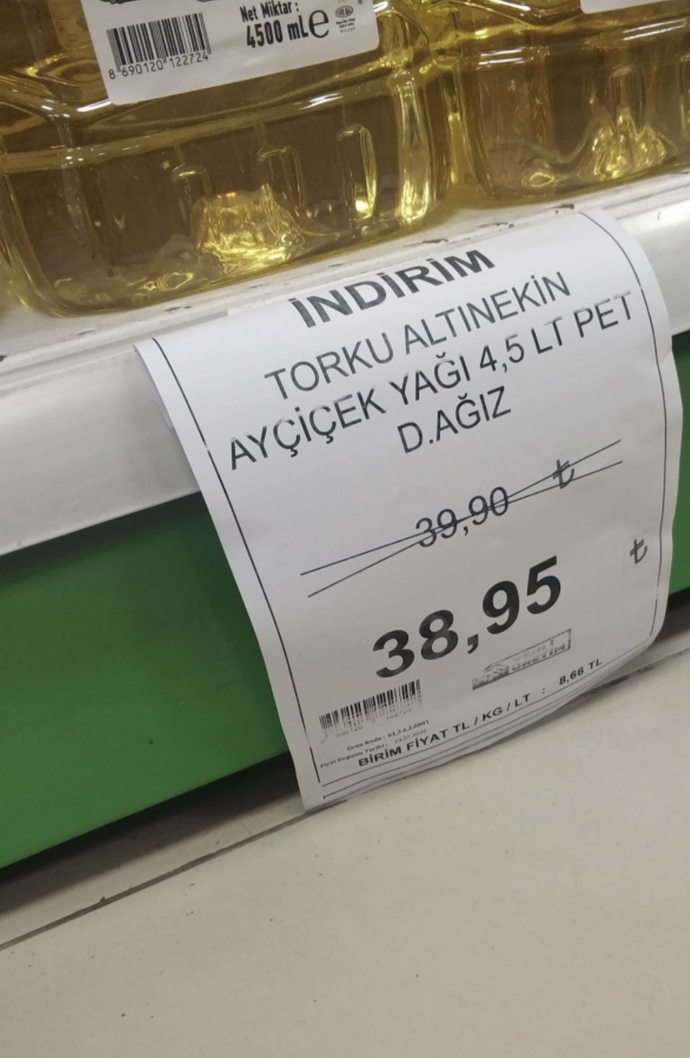 Net Miktar:
4500 mL e
8 690120 122724
İNDİRİM
TORKU ALTINEKİN
AYÇİÇEK YAĞI 4,5 LT PET
D.AĞIZ
39,90 ₺
₺
38,95
8,66 TL
BİRİM FİYAT TL / KG / LT :